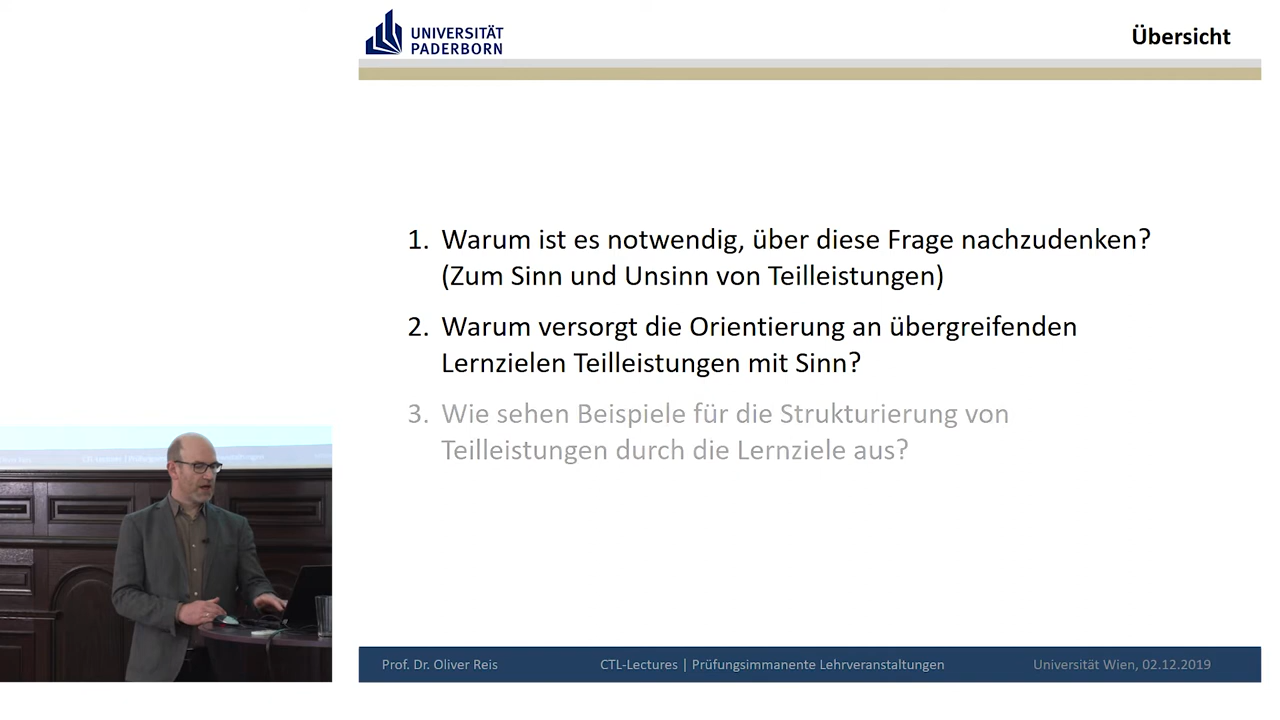 UNIVERSITÄT
PADERBORN
Übersicht
1. Warum ist es notwendig, über diese Frage nachzudenken?
(Zum Sinn und Unsinn von Teilleistungen)
2. Warum versorgt die Orientierung an übergreifenden
Lernzielen Teilleistungen mit Sinn?
3. Wie sehen Beispiele für die Strukturierung von
Teilleistungen durch die Lernziele aus?
Prof. Dr. Oliver Reis
CTL-Lectures | Prüfungsimmanente Lehrveranstaltungen
Universität Wien, 02.12.2019